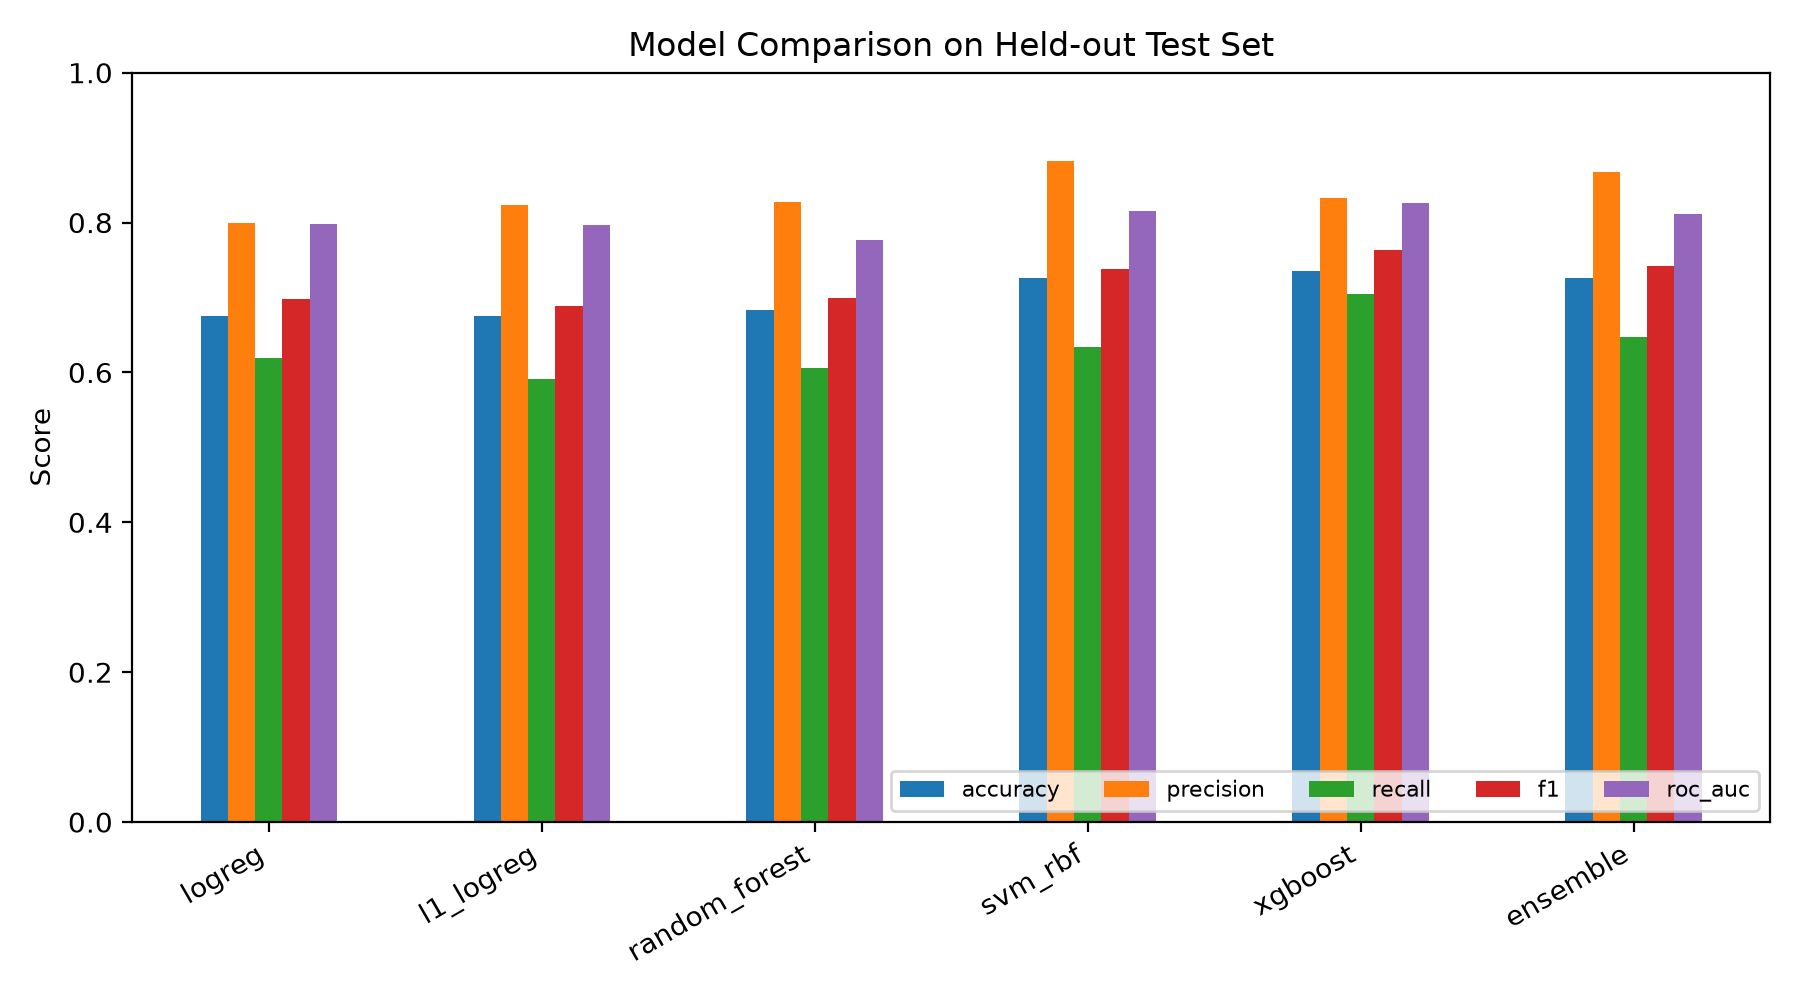 Model Comparison on Held-out Test Set
Score
1.0
0.8
0.6
0.4
0.2
0.0
accuracy precision recall f1 roc_auc
logreg l1_logreg random_forest svm_rbf xgboost ensemble